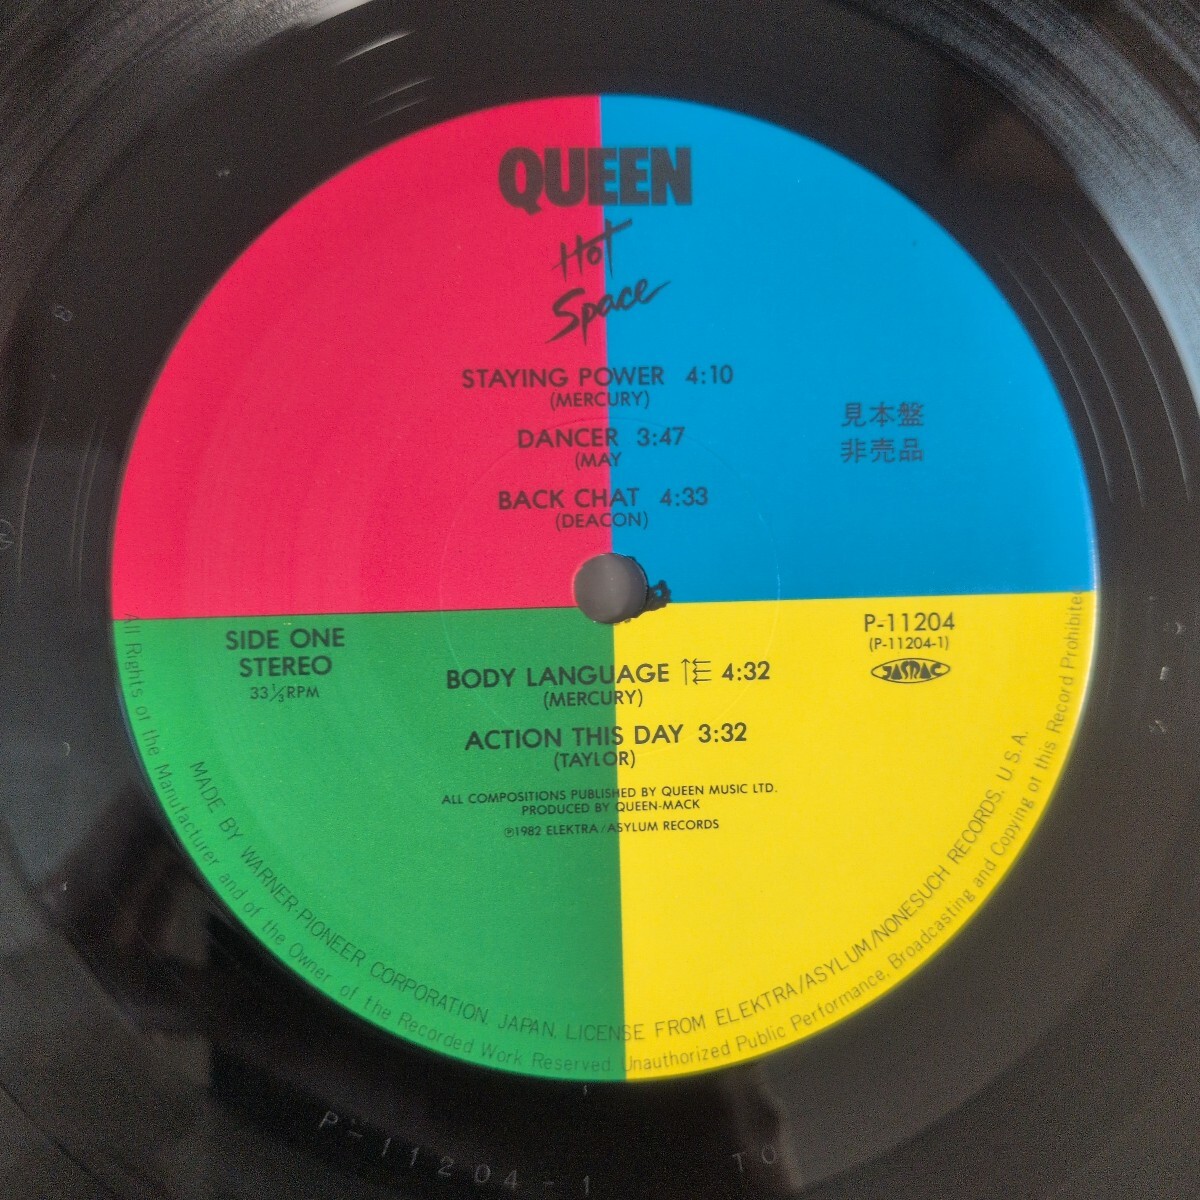 QUEEN
Hot
Space
STAYING POWER 4:10
(MERCURY)
DANCER 3:47
(MAY
BACK CHAT 4:33
(DEACON)
見本盤
非売品
SIDE ONE
STEREO
33⅓RPM
P-11204
(P-11204-1)
JASRAC
BODY LANGUAGE 4:32
(MERCURY)
ACTION THIS DAY 3:32
(TAYLOR)
ALL COMPOSITIONS PUBLISHED BY QUEEN MUSIC LTD.
PRODUCED BY QUEEN-MACK
℗1982 ELEKTRA/ASYLUM RECORDS
MADE BY WARNER-PIONEER CORPORATION, JAPAN. LICENSE FROM ELEKTRA/ASYLUM/NONESUCH RECORDS, U.S.A.
All Rights of the Manufacturer and of the Owner of the Recorded Work Reserved. Unauthorized Public Performance, Broadcasting and Copying of this Record Prohibited
P-11204-1